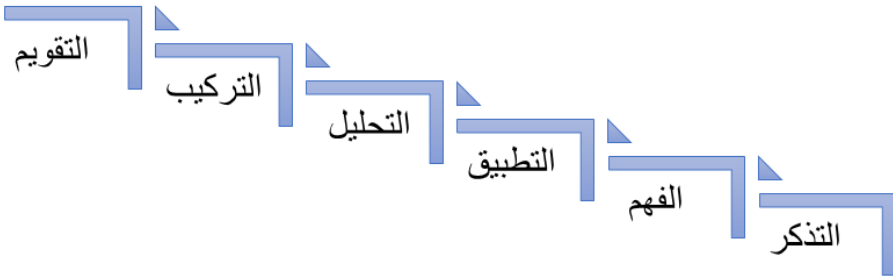 التقويم
التركيب
التحليل
التطبيق
الفهم
التذكر